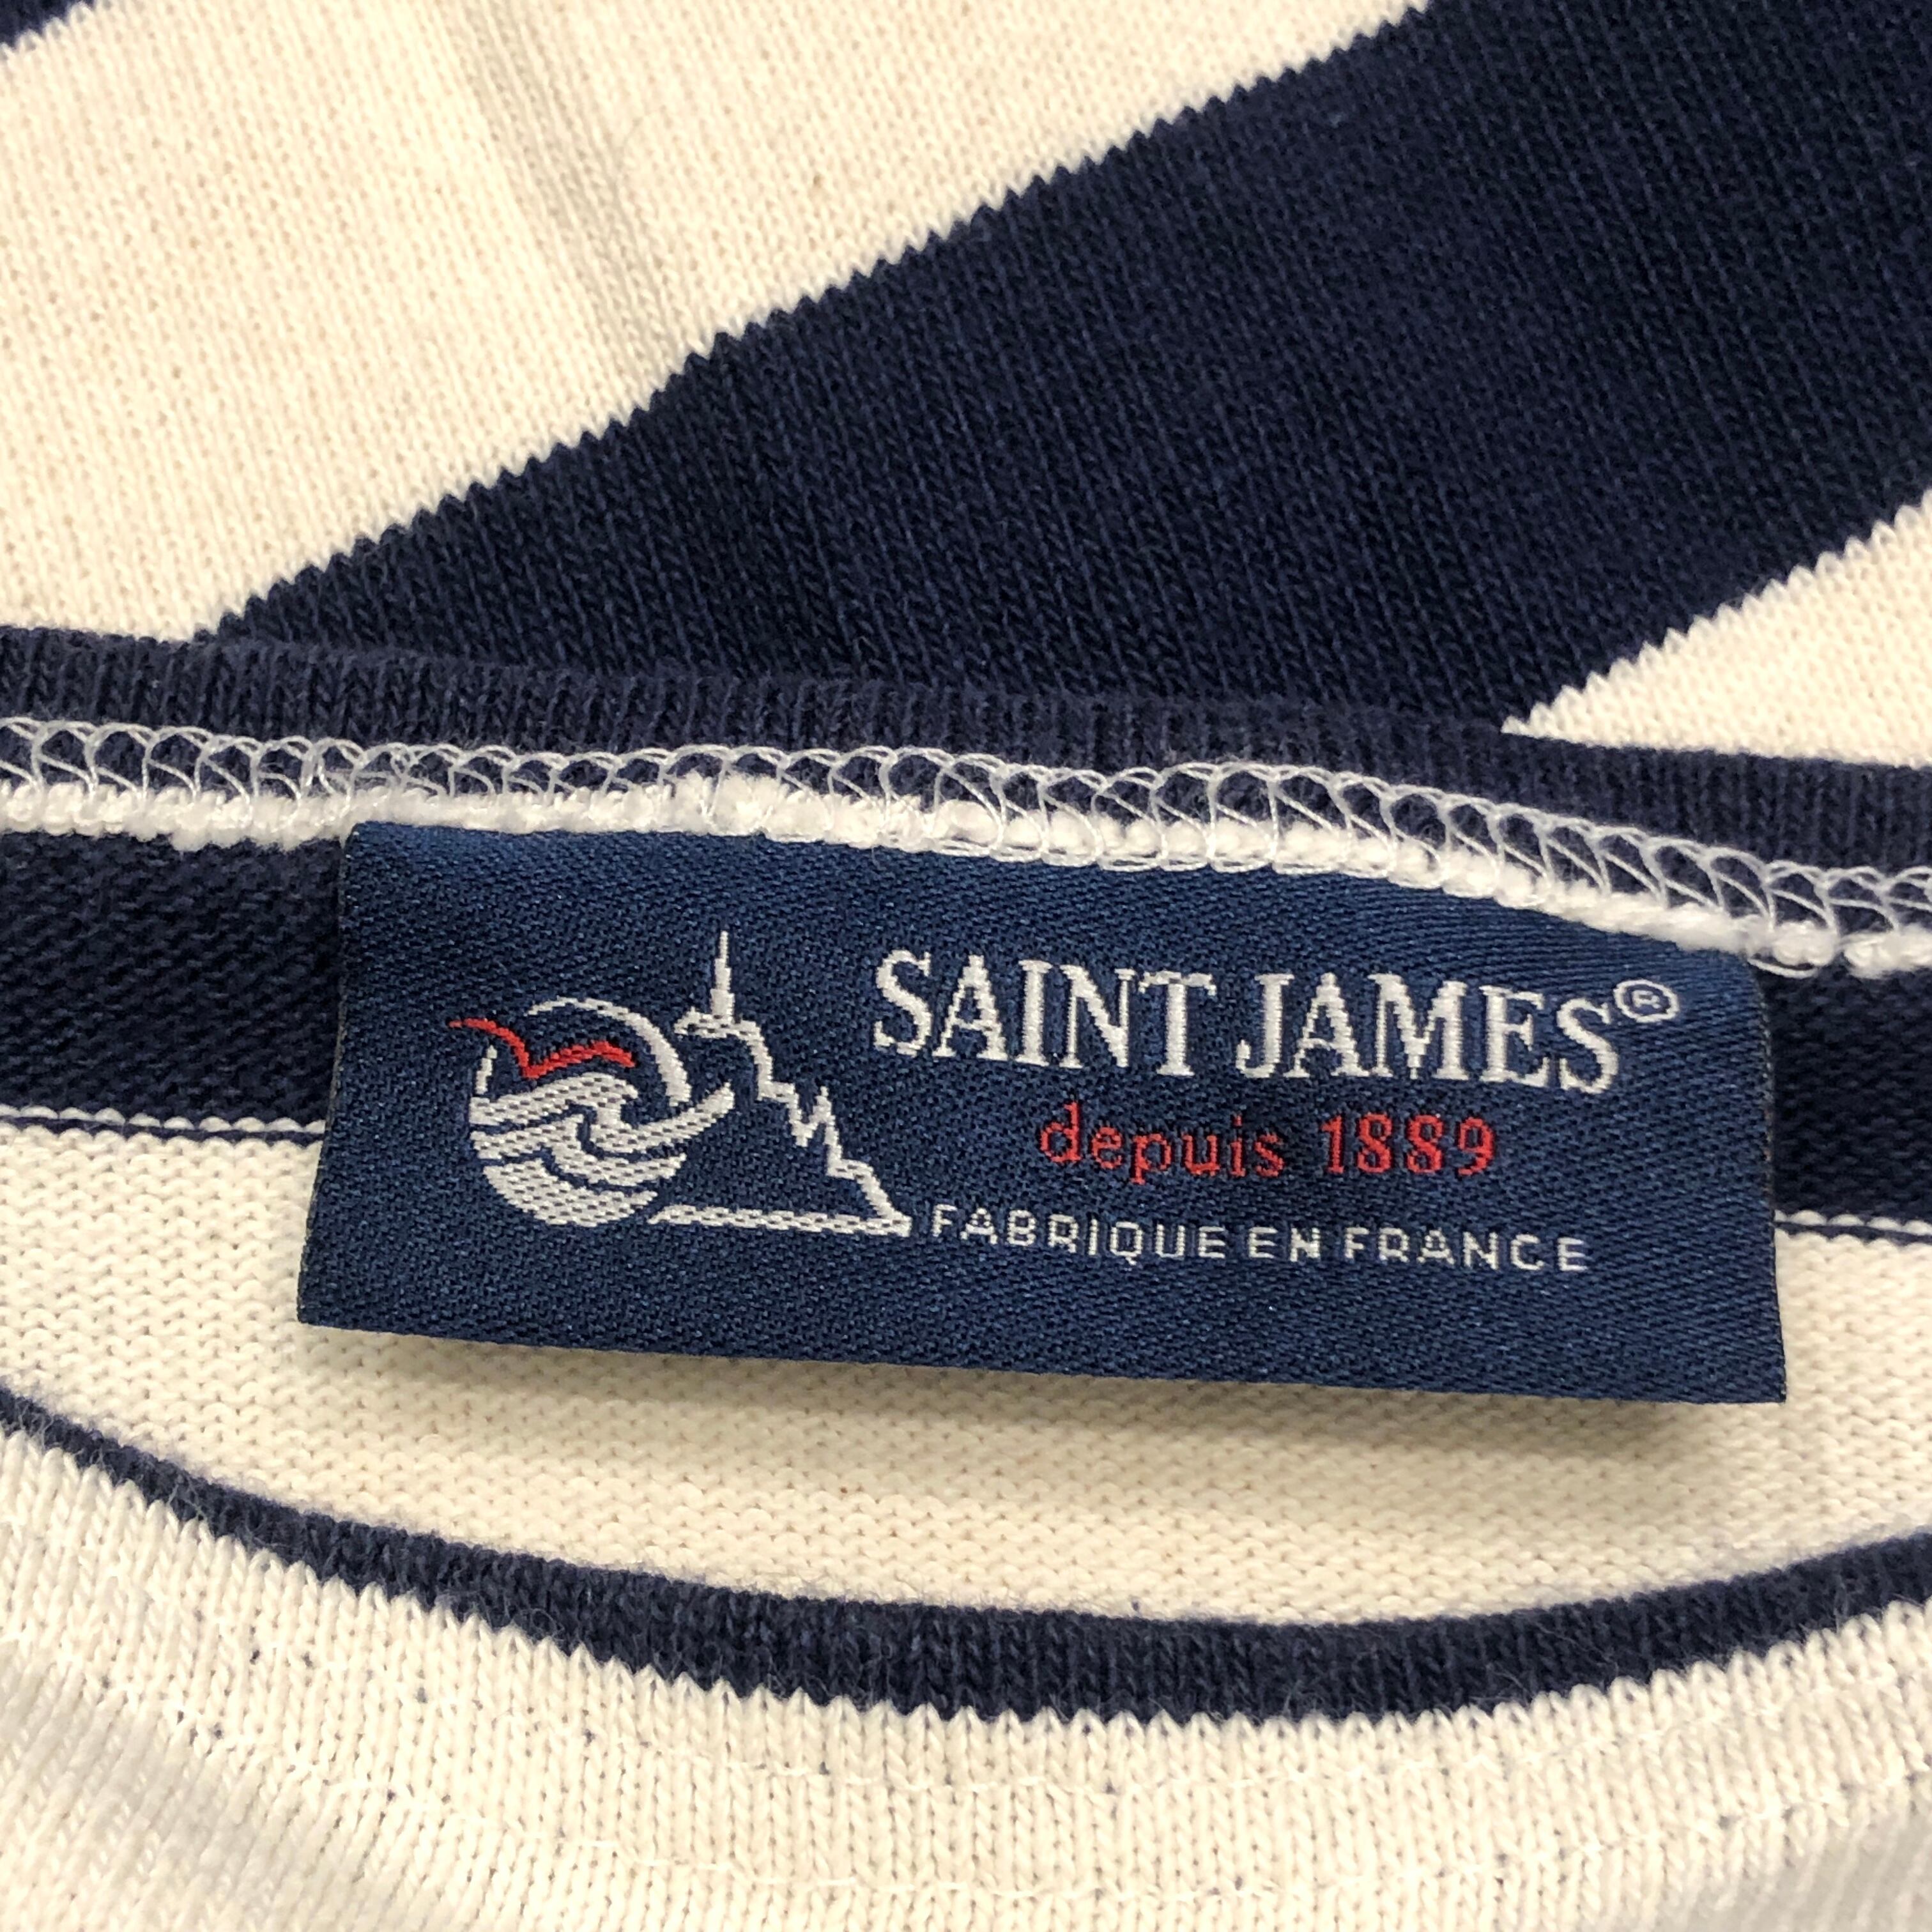 SAINT JAMES®
depuis 1889
FABRIQUE EN FRANCE